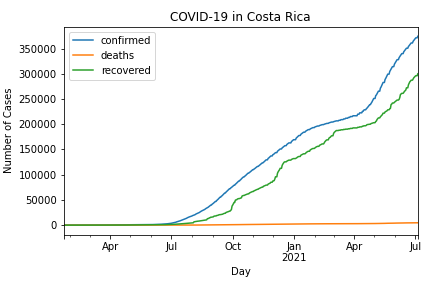 COVID-19 in Costa Rica
confirmed
deaths
recovered
Number of Cases
350000
300000
250000
200000
150000
100000
50000
0
Apr Jul Oct Jan Apr Jul
2021
Day